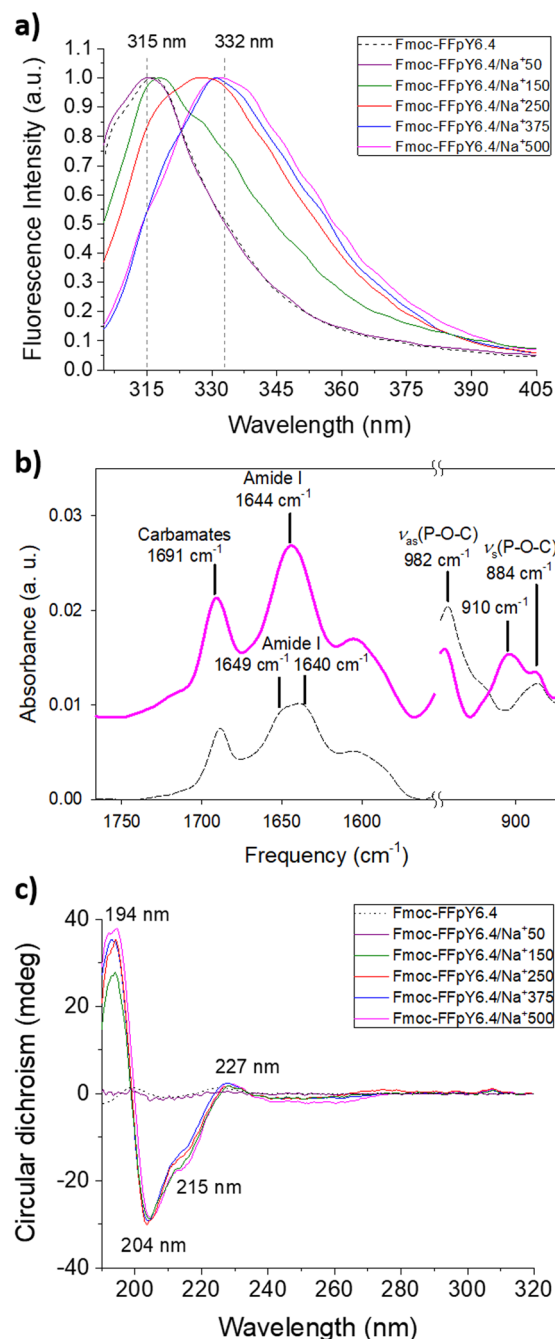 a)
315 nm
332 nm
Fmoc-FFpY6.4
Fmoc-FFpY6.4/Na⁺50
Fmoc-FFpY6.4/Na⁺150
Fmoc-FFpY6.4/Na⁺250
Fmoc-FFpY6.4/Na⁺375
Fmoc-FFpY6.4/Na⁺500
Fluorescence Intensity (a.u.)
1.0
0.9
0.8
0.7
0.6
0.5
0.4
0.3
0.2
0.1
0.0
315 330 345 360 375 390 405
Wavelength (nm)
b)
Amide I
1644 cm⁻¹
Carbamates
1691 cm⁻¹
νas(P-O-C)
982 cm⁻¹
νs(P-O-C)
884 cm⁻¹
910 cm⁻¹
Amide I
1649 cm⁻¹ 1640 cm⁻¹
Absorbance (a. u.)
0.03
0.02
0.01
0.00
1750 1700 1650 1600 900
Frequency (cm⁻¹)
c)
194 nm
Fmoc-FFpY6.4
Fmoc-FFpY6.4/Na⁺50
Fmoc-FFpY6.4/Na⁺150
Fmoc-FFpY6.4/Na⁺250
Fmoc-FFpY6.4/Na⁺375
Fmoc-FFpY6.4/Na⁺500
227 nm
215 nm
204 nm
Circular dichroism (mdeg)
40
20
0
-20
-40
200 220 240 260 280 300 320
Wavelength (nm)